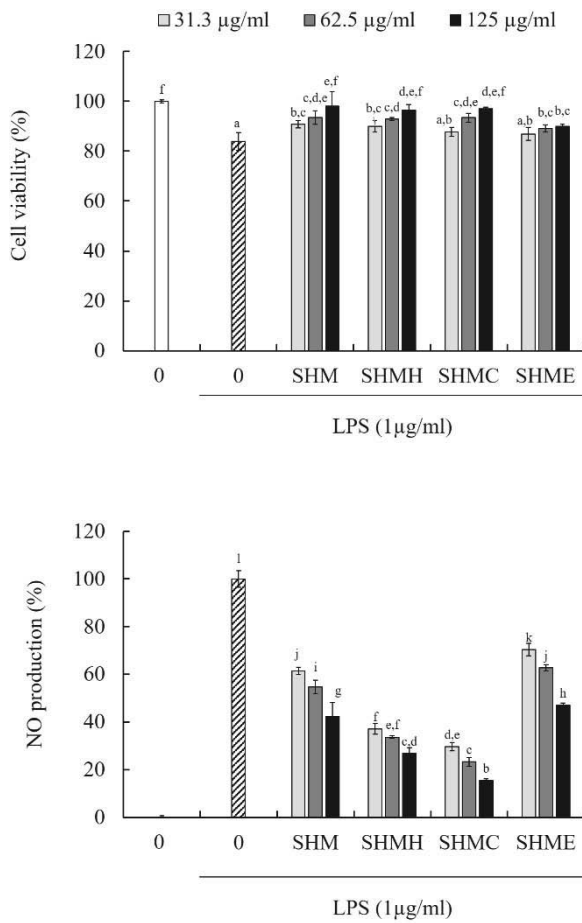 31.3 µg/ml 62.5 µg/ml 125 µg/ml
120
100
80
60
40
20
0
Cell viability (%)
f
a
b,c c,d,e e,f
b,c c,d d,e,f
a,b c,d,e d,e,f
a,b b,c b,c
0 0 SHM SHMH SHMC SHME
LPS (1µg/ml)
120
100
80
60
40
20
0
NO production (%)
l
j i g
f e,f c,d
d,e c b
k j h
0 0 SHM SHMH SHMC SHME
LPS (1µg/ml)